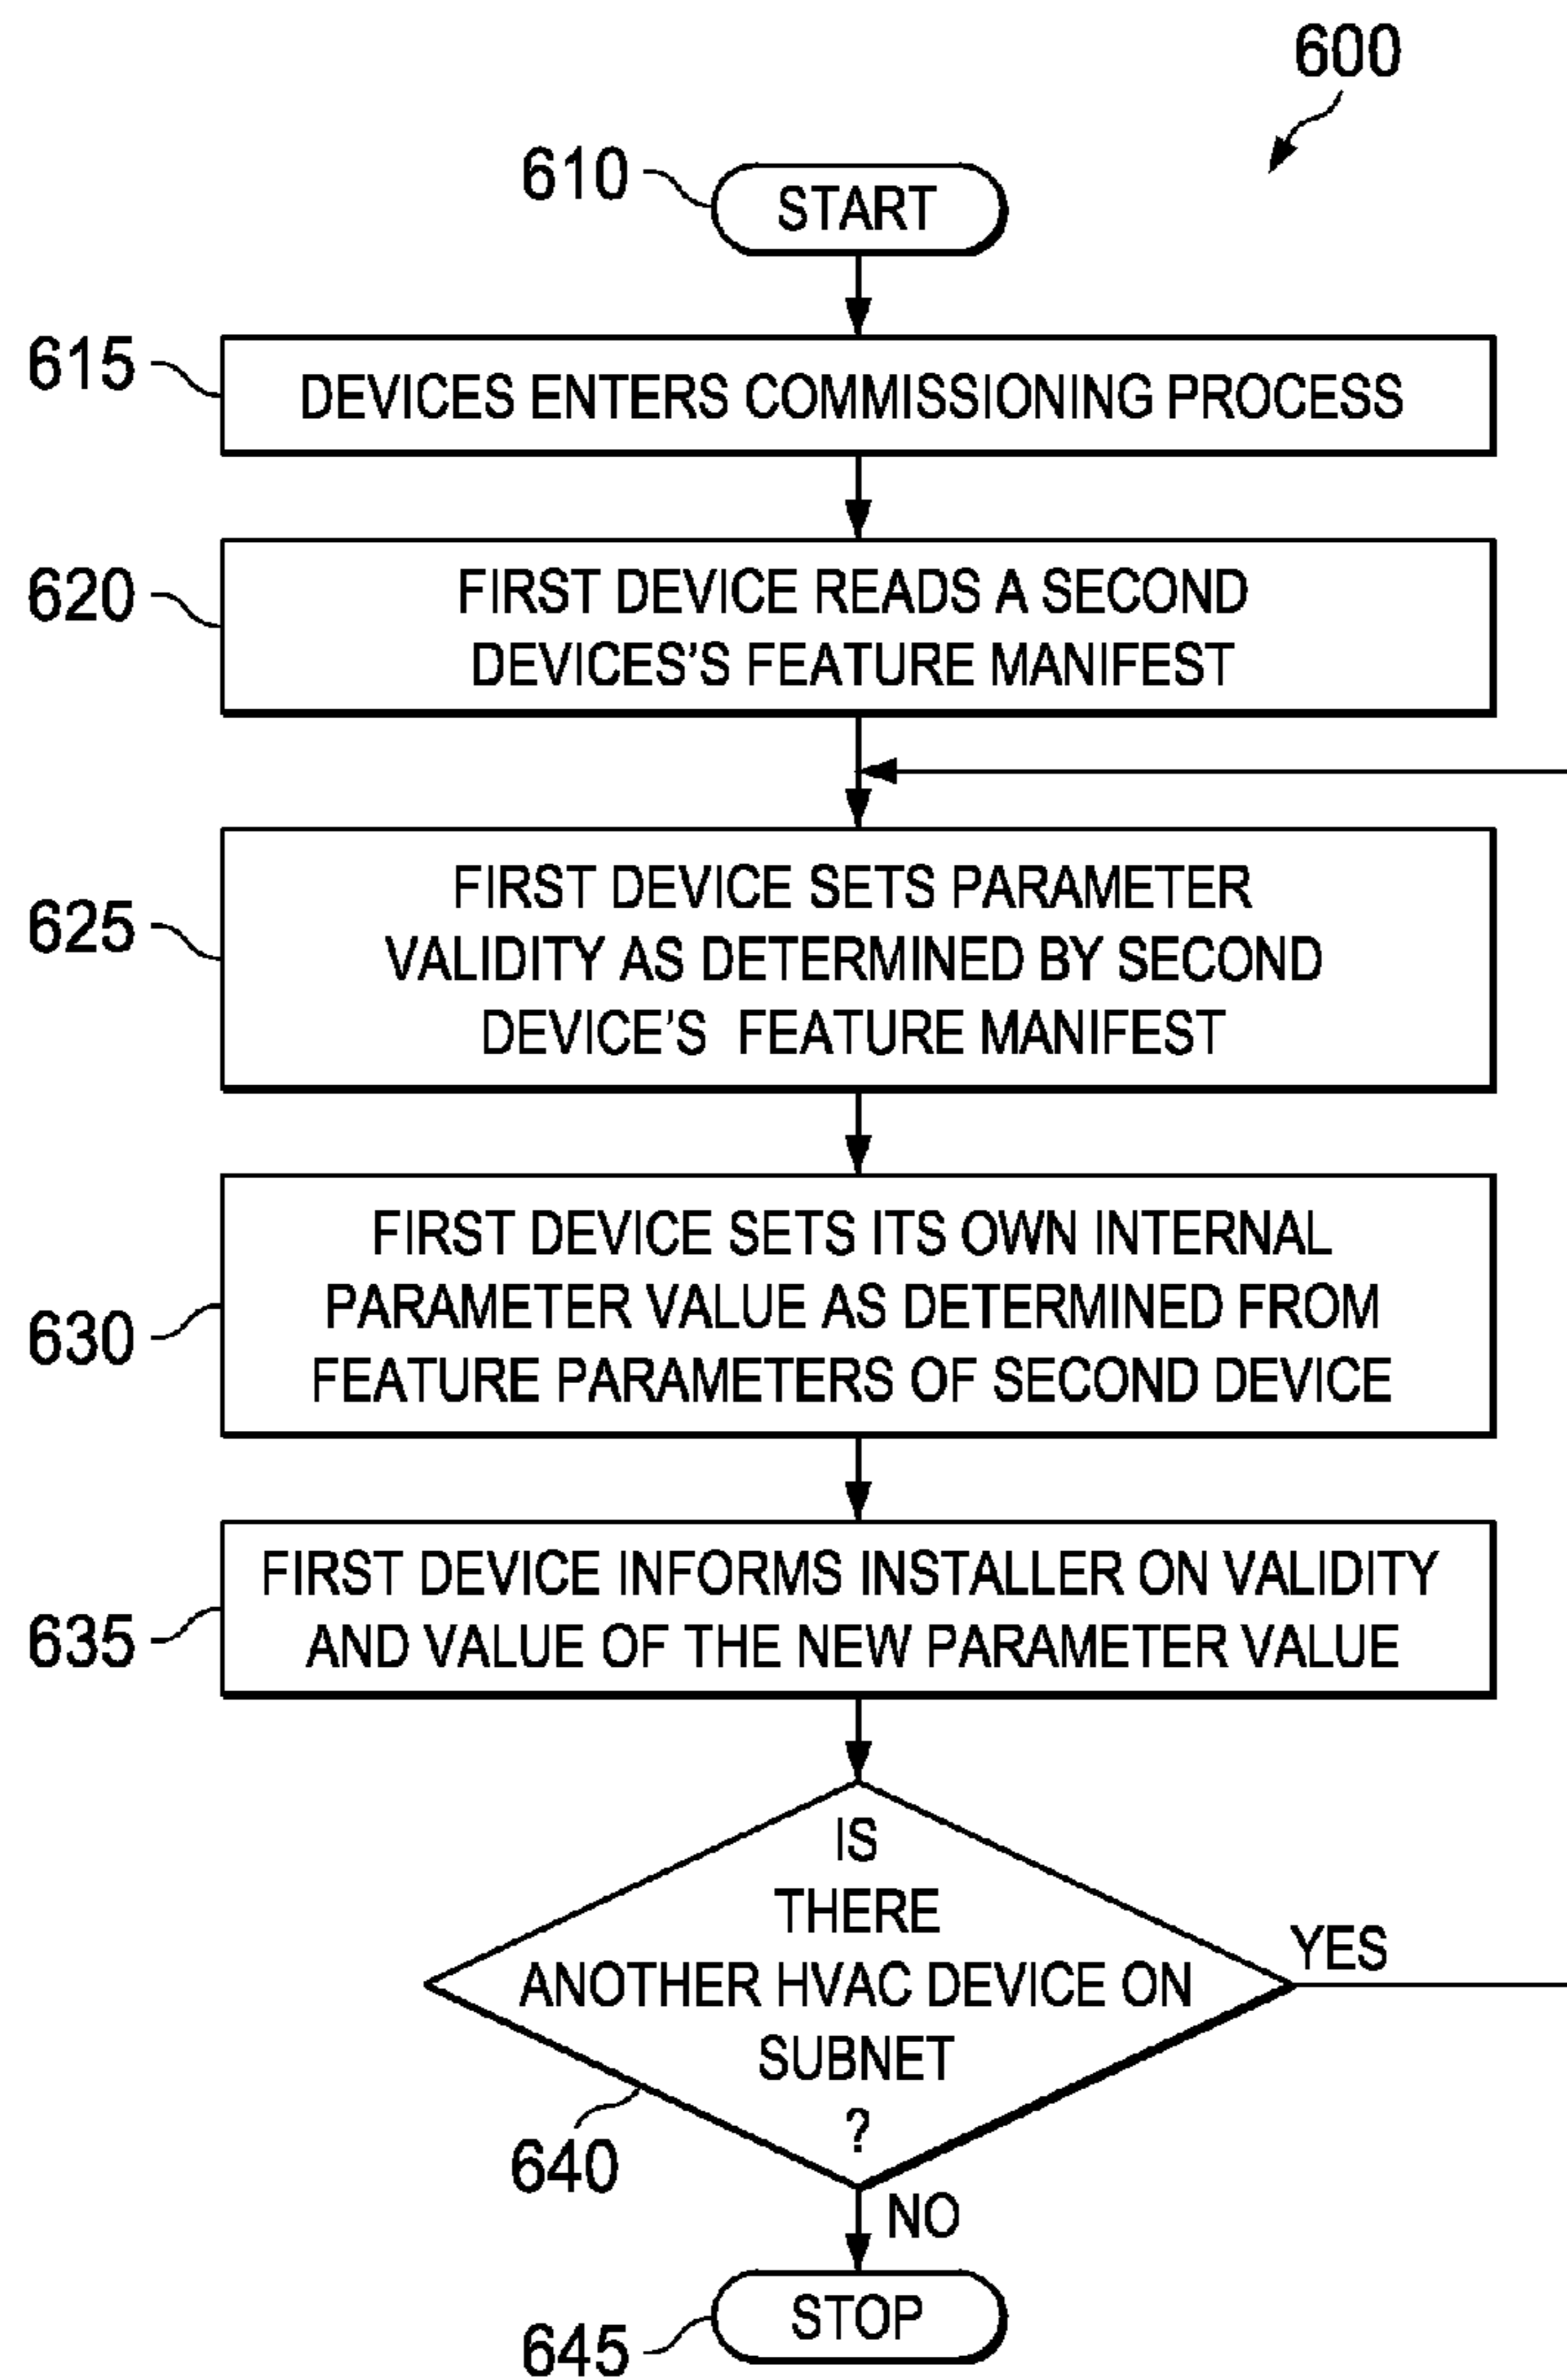 600
610
START
615
DEVICES ENTERS COMMISSIONING PROCESS
620
FIRST DEVICE READS A SECOND
DEVICES'S FEATURE MANIFEST
625
FIRST DEVICE SETS PARAMETER
VALIDITY AS DETERMINED BY SECOND
DEVICE'S FEATURE MANIFEST
630
FIRST DEVICE SETS ITS OWN INTERNAL
PARAMETER VALUE AS DETERMINED FROM
FEATURE PARAMETERS OF SECOND DEVICE
635
FIRST DEVICE INFORMS INSTALLER ON VALIDITY
AND VALUE OF THE NEW PARAMETER VALUE
IS
THERE
ANOTHER HVAC DEVICE ON
SUBNET
?
YES
640
NO
STOP
645